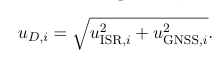 $u_{D,i} = \sqrt{u_{\mathrm{ISR},i}^{2} + u_{\mathrm{GNSS},i}^{2}}.$